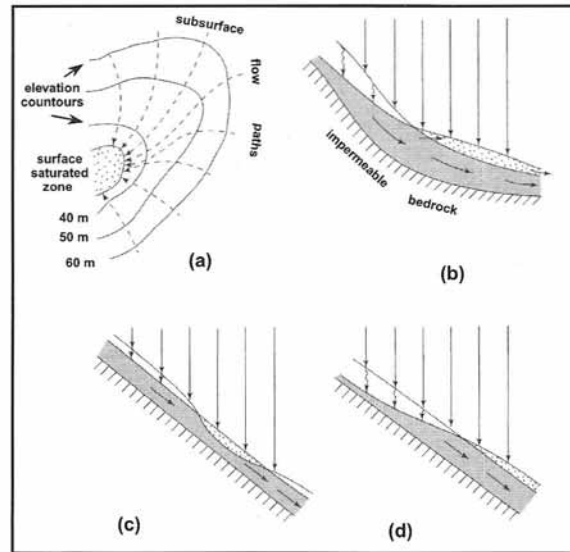 subsurface
flow
paths
elevation
countours
surface
saturated
zone
40 m
50 m
60 m
(a)
impermeable
bedrock
(b)
(c)
(d)